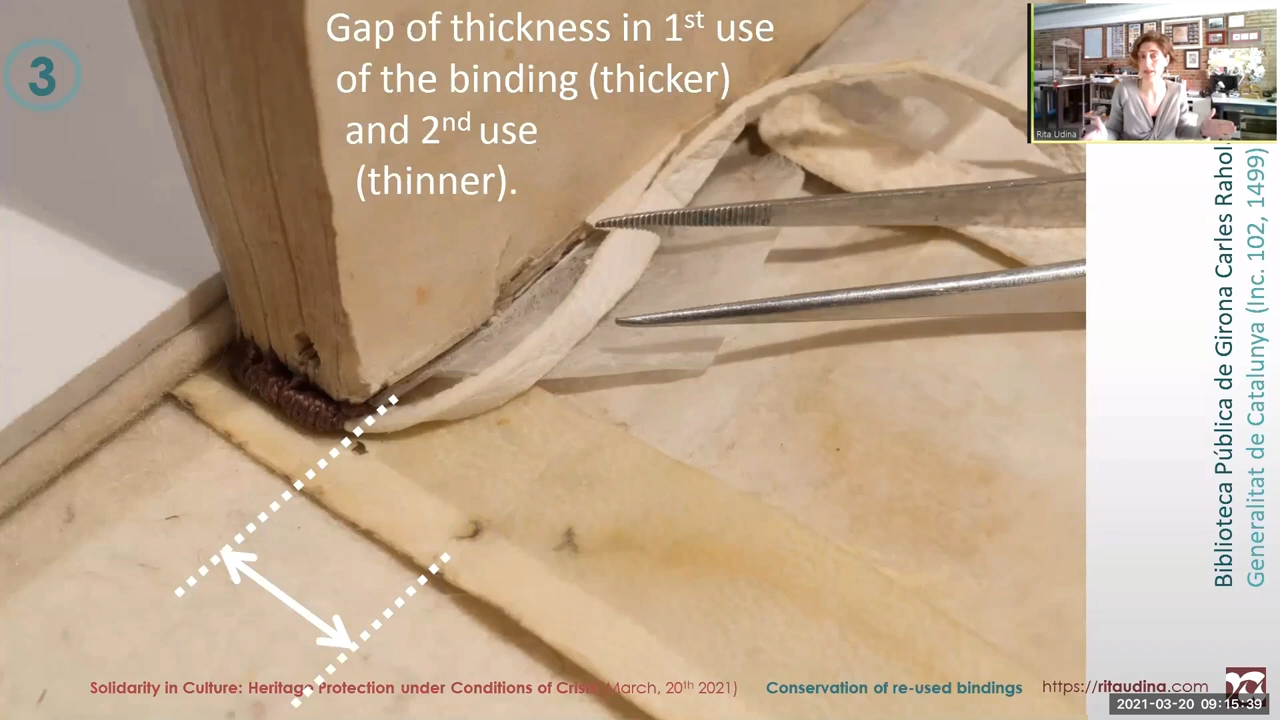 3
Gap of thickness in 1st use
of the binding (thicker)
and 2nd use
(thinner).
Rita Udina
Biblioteca Pública de Girona Carles Rahol
Generalitat de Catalunya (Inc. 102, 1499)
Solidarity in Culture: Heritage Protection under Conditions of Crisis (March, 20th 2021)
Conservation of re-used bindings
https://ritaudina.com
2021-03-20 09:15:39